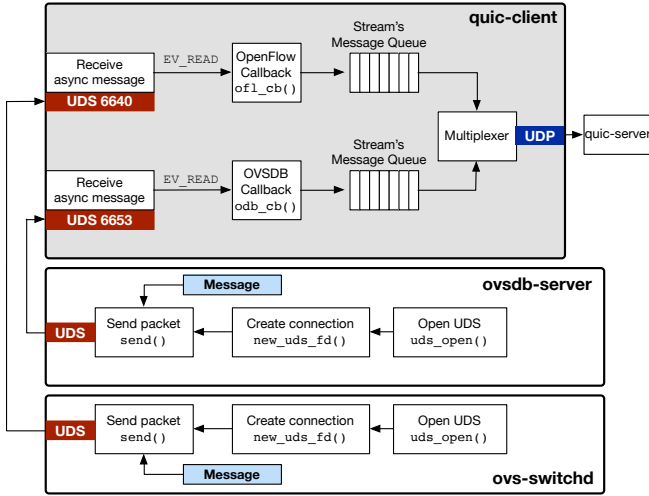 quic-client
Receive
async message
UDS 6640
EV_READ
OpenFlow
Callback
ofl_cb()
Stream's
Message Queue
Multiplexer
UDP
quic-server
Receive
async message
UDS 6653
EV_READ
OVSDB
Callback
odb_cb()
Stream's
Message Queue
ovsdb-server
Message
UDS
Send packet
send()
Create connection
new_uds_fd()
Open UDS
uds_open()
UDS
Send packet
send()
Create connection
new_uds_fd()
Open UDS
uds_open()
Message
ovs-switchd